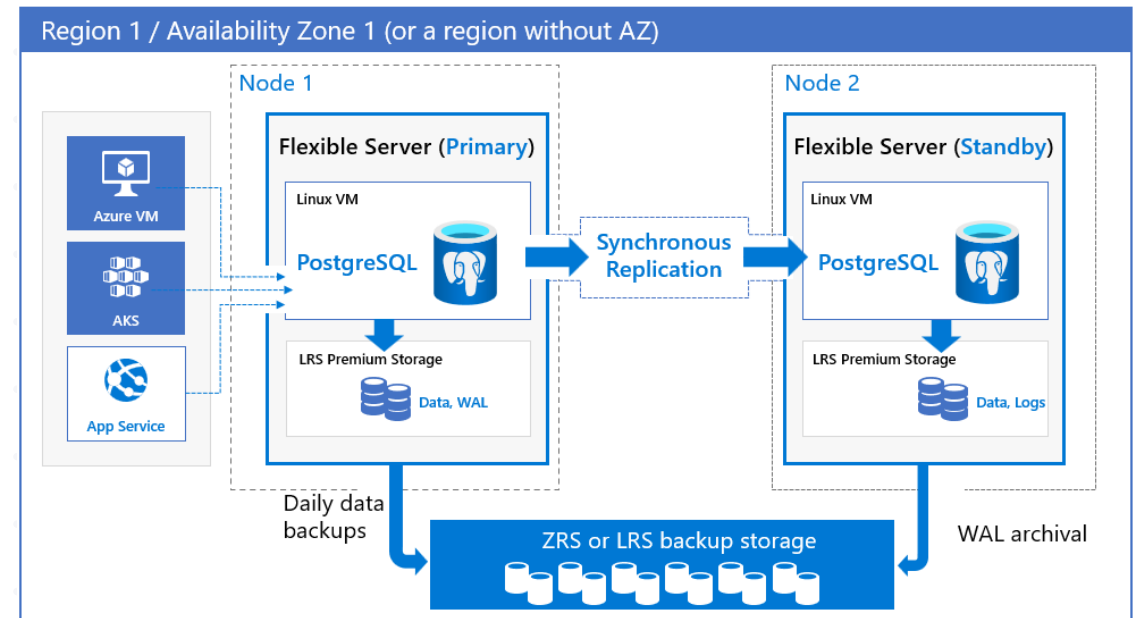 Region 1 / Availability Zone 1 (or a region without AZ)
Node 1
Node 2
Flexible Server (Primary)
Flexible Server (Standby)
Azure VM
AKS
App Service
Linux VM
PostgreSQL
Synchronous
Replication
Linux VM
PostgreSQL
LRS Premium Storage
Data, WAL
LRS Premium Storage
Data, Logs
Daily data
backups
ZRS or LRS backup storage
WAL archival